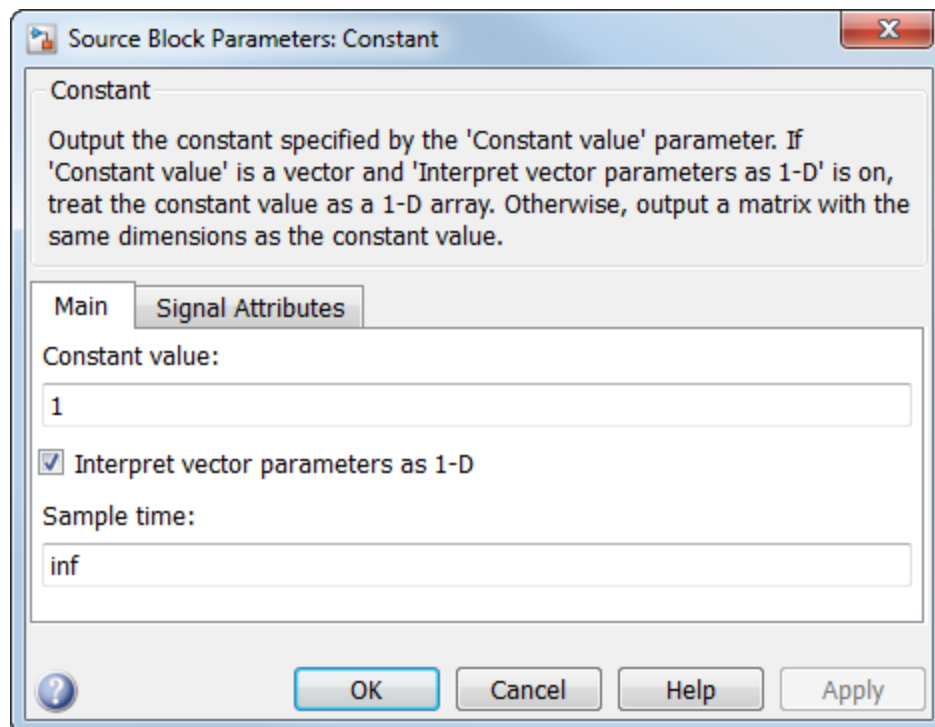 Source Block Parameters: Constant
Constant
Output the constant specified by the 'Constant value' parameter. If
'Constant value' is a vector and 'Interpret vector parameters as 1-D' is on,
treat the constant value as a 1-D array. Otherwise, output a matrix with the
same dimensions as the constant value.
Main Signal Attributes
Constant value:
1
Interpret vector parameters as 1-D
Sample time:
inf
OK Cancel Help Apply